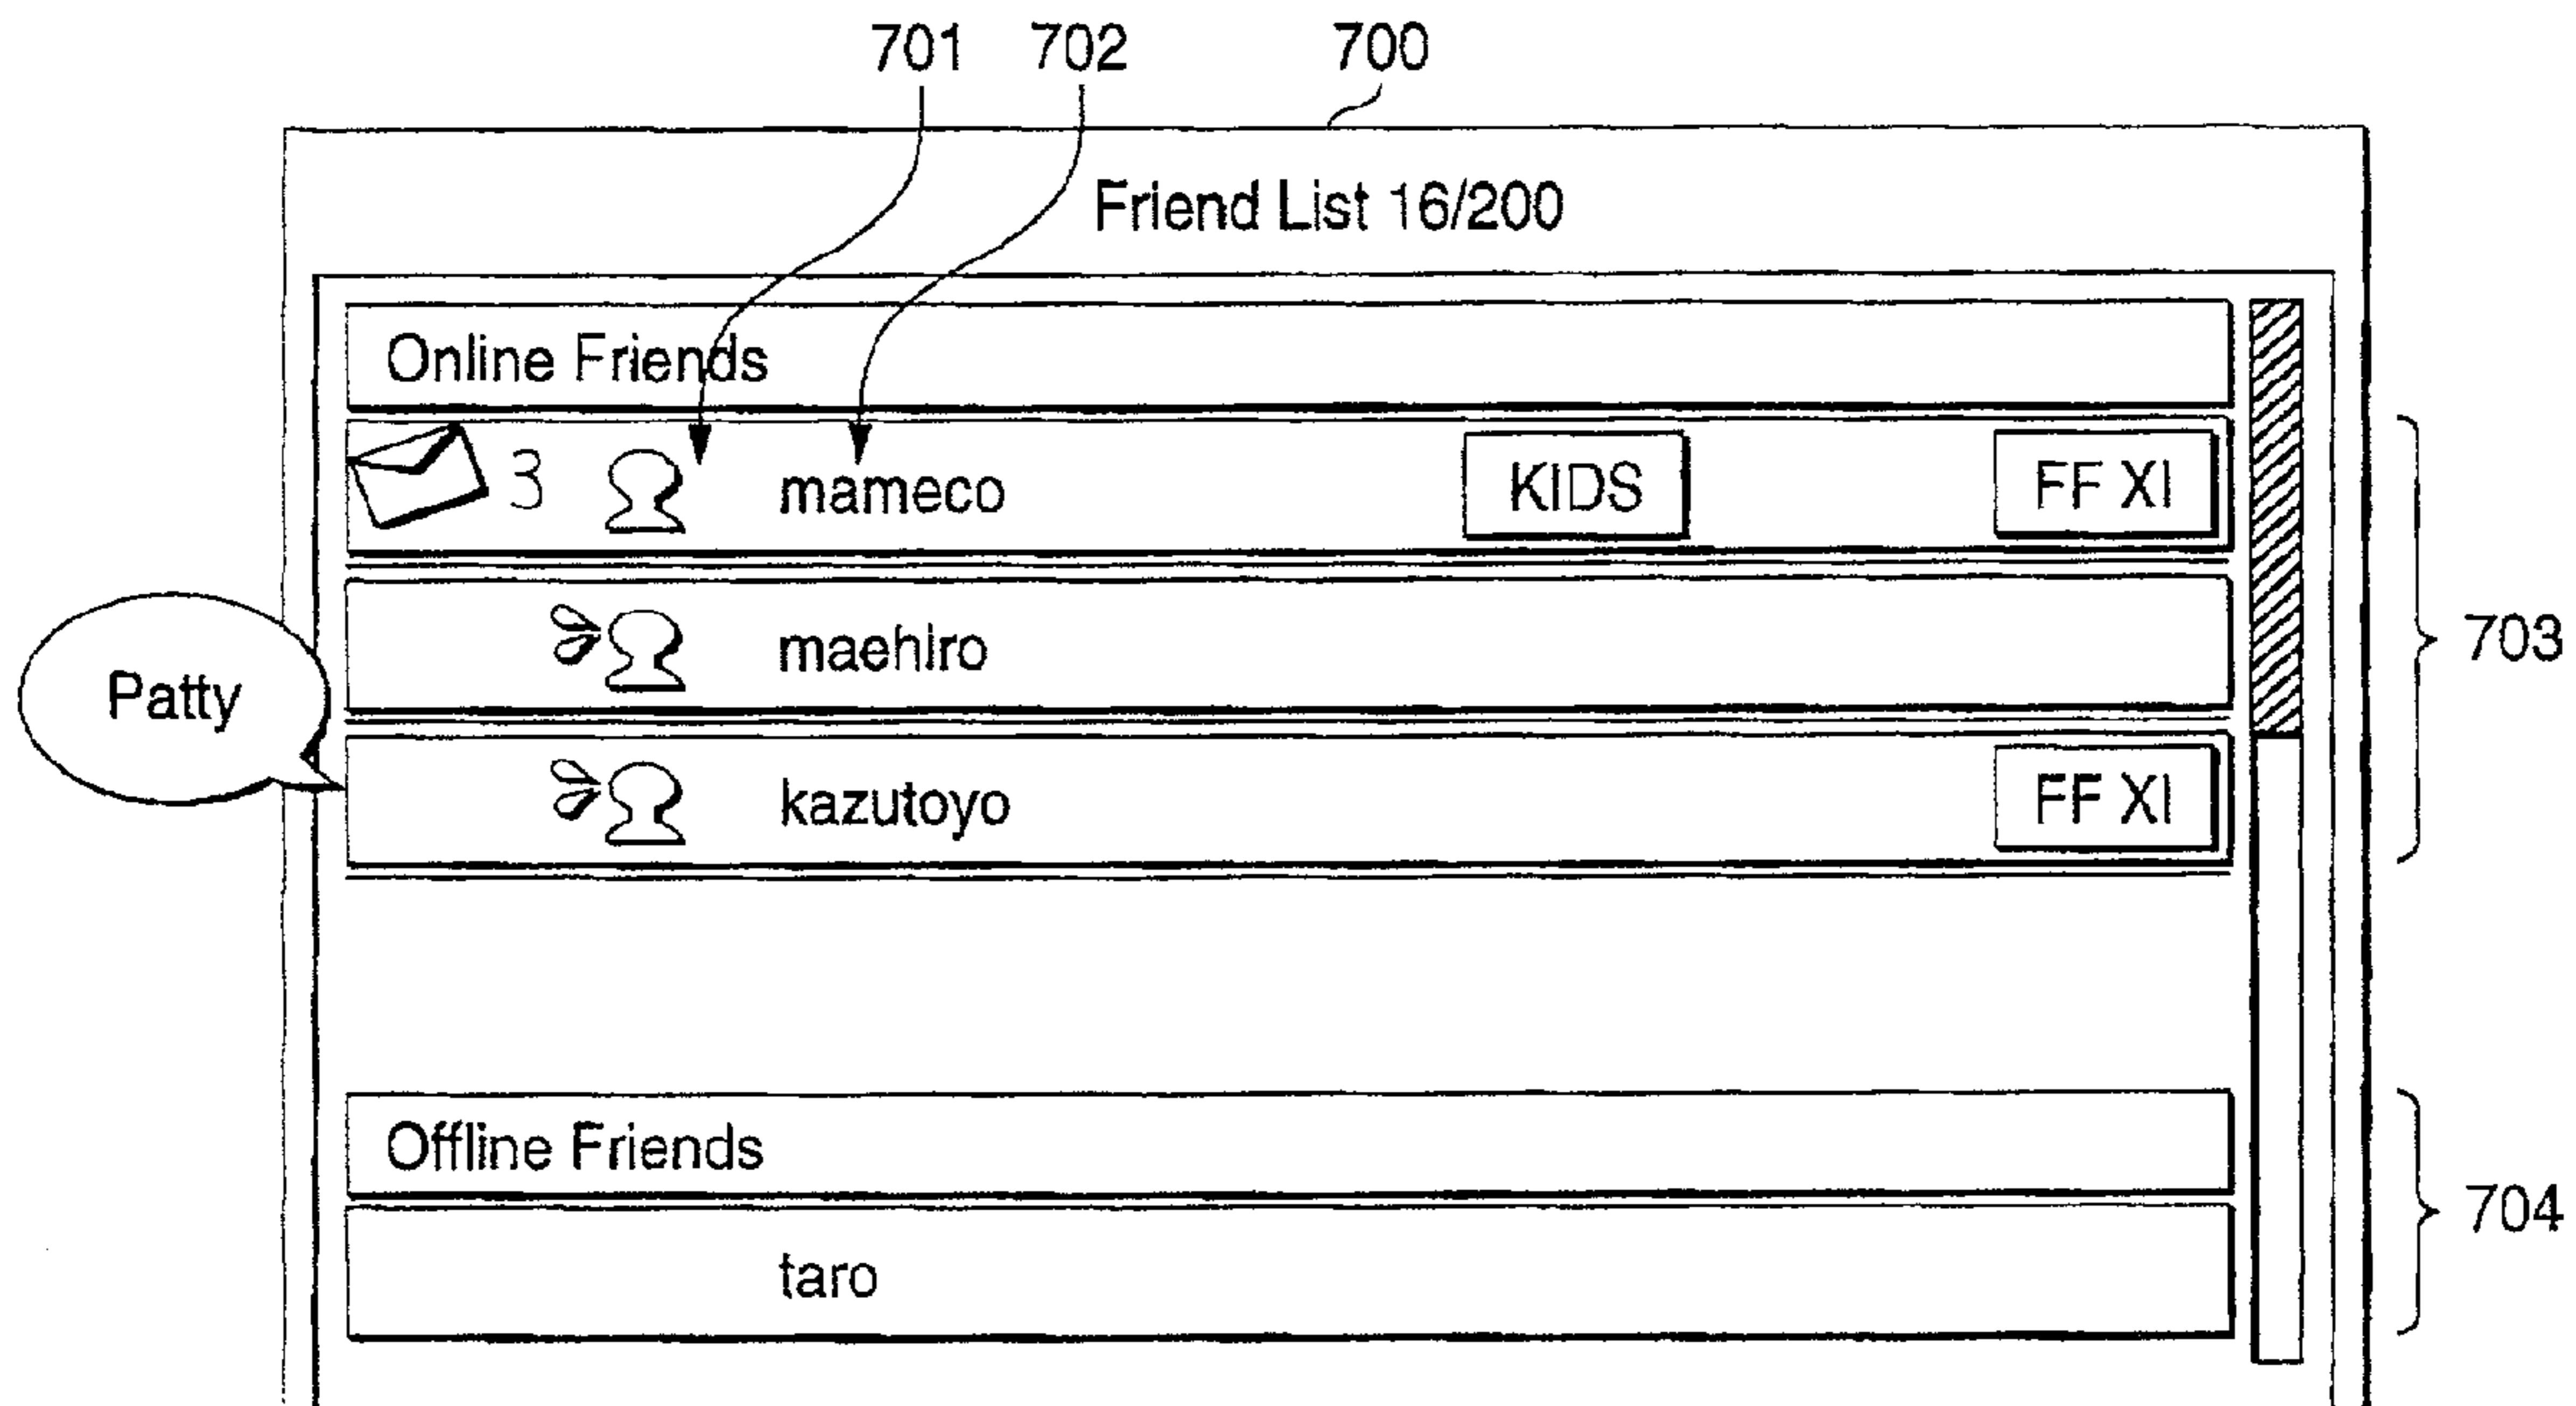 701 702 700
Friend List 16/200
Online Friends
3 mameco KIDS FF XI
maehiro
703
Patty
kazutoyo FF XI
Offline Friends
704
taro